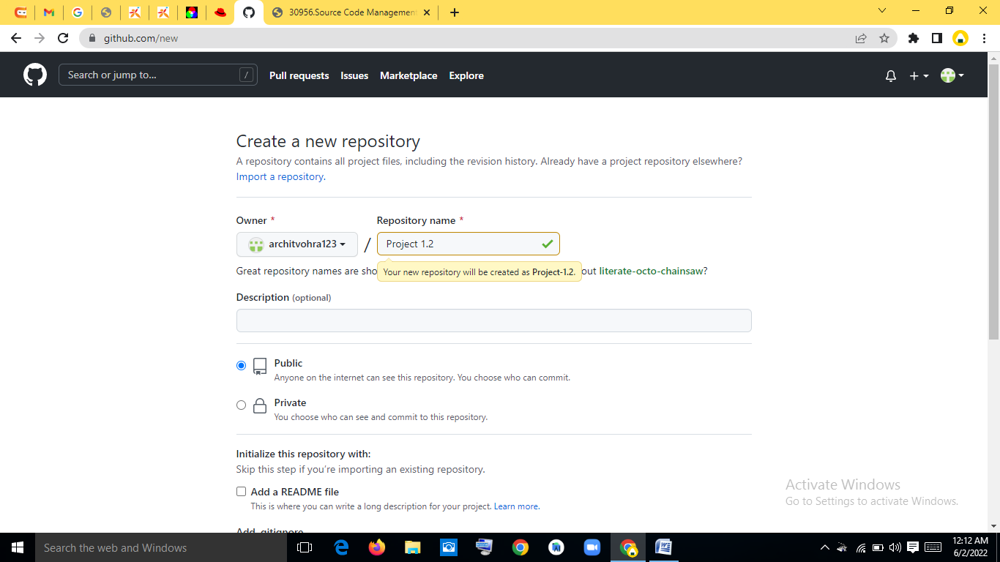 30956.Source Code Management
github.com/new
Search or jump to...
/
Pull requests
Issues
Marketplace
Explore
Create a new repository
A repository contains all project files, including the revision history. Already have a project repository elsewhere?
Import a repository.
Owner *
Repository name *
architvohra123
/
Project 1.2
Great repository names are sho
Your new repository will be created as Project-1.2.
out literate-octo-chainsaw?
Description (optional)
Public
Anyone on the internet can see this repository. You choose who can commit.
Private
You choose who can see and commit to this repository.
Initialize this repository with:
Skip this step if you're importing an existing repository.
Add a README file
This is where you can write a long description for your project. Learn more.
Add .gitignore
Activate Windows
Go to Settings to activate Windows.
Search the web and Windows
12:12 AM
6/2/2022